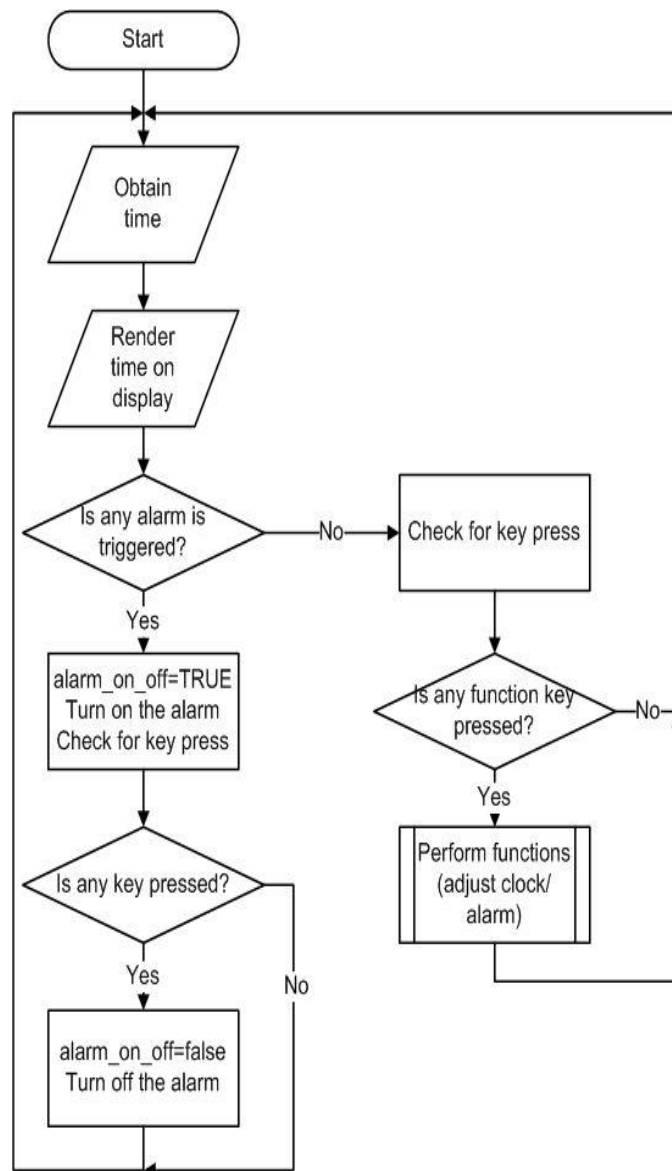 Start
Obtain
time
Render
time on
display
Is any alarm is
triggered?
No
Check for key press
Yes
alarm_on_off=TRUE
Turn on the alarm
Check for key press
Is any function key
pressed?
No
Yes
Perform functions
(adjust clock/
alarm)
Is any key pressed?
Yes
No
alarm_on_off=false
Turn off the alarm